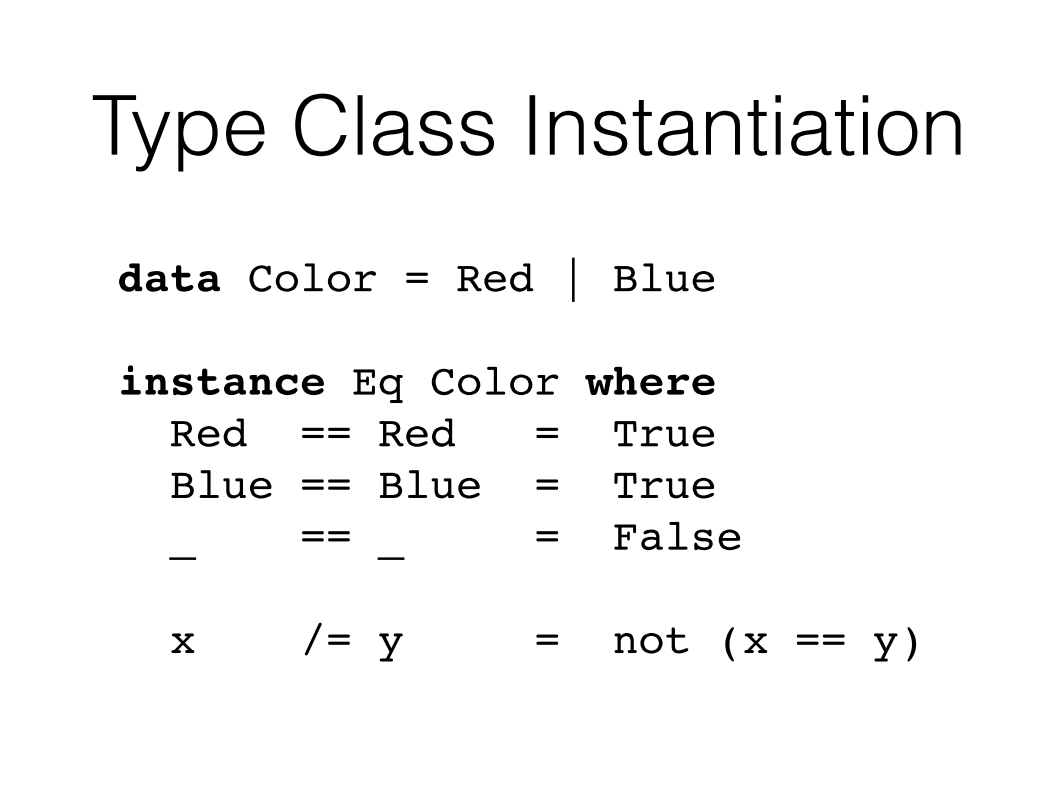 Type Class Instantiation
data Color = Red | Blue
instance Eq Color where
  Red  == Red   =  True
  Blue == Blue  =  True
  _    == _     =  False
  x    /= y     =  not (x == y)